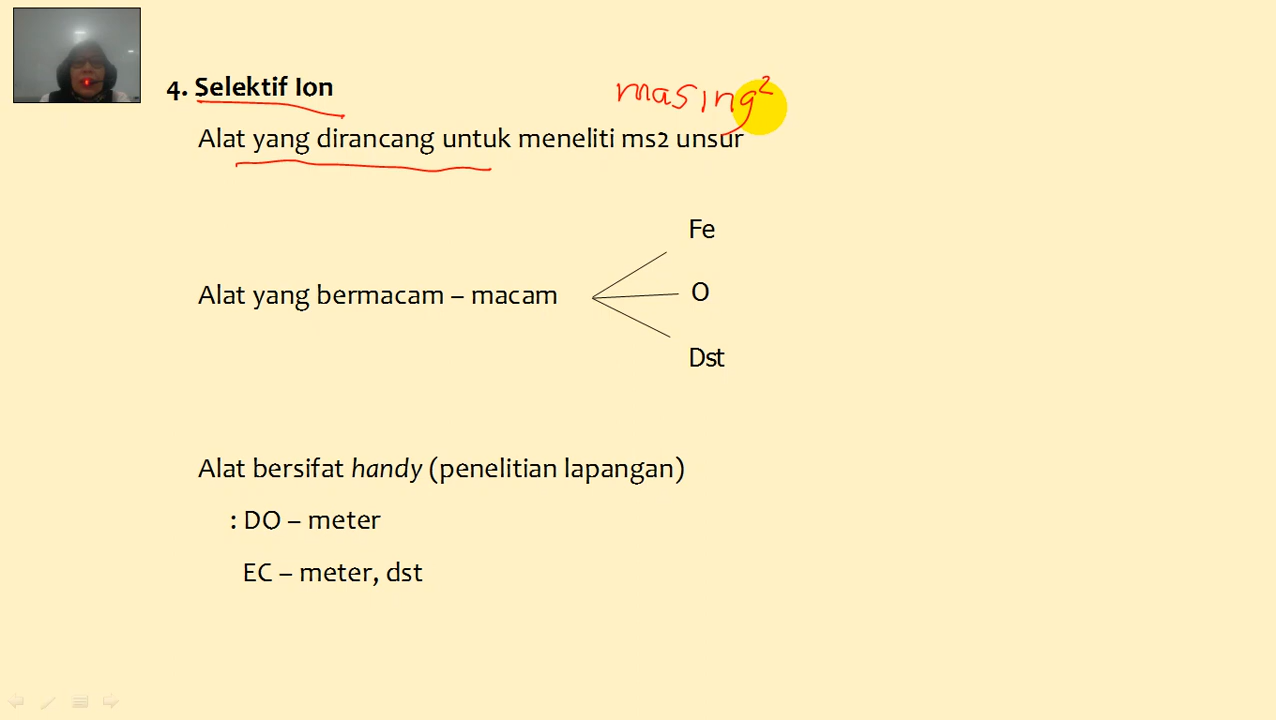 4. Selektif Ion
masing²
Alat yang dirancang untuk meneliti ms2 unsur
Fe
Alat yang bermacam – macam
O
Dst
Alat bersifat handy (penelitian lapangan)
: DO – meter
EC – meter, dst